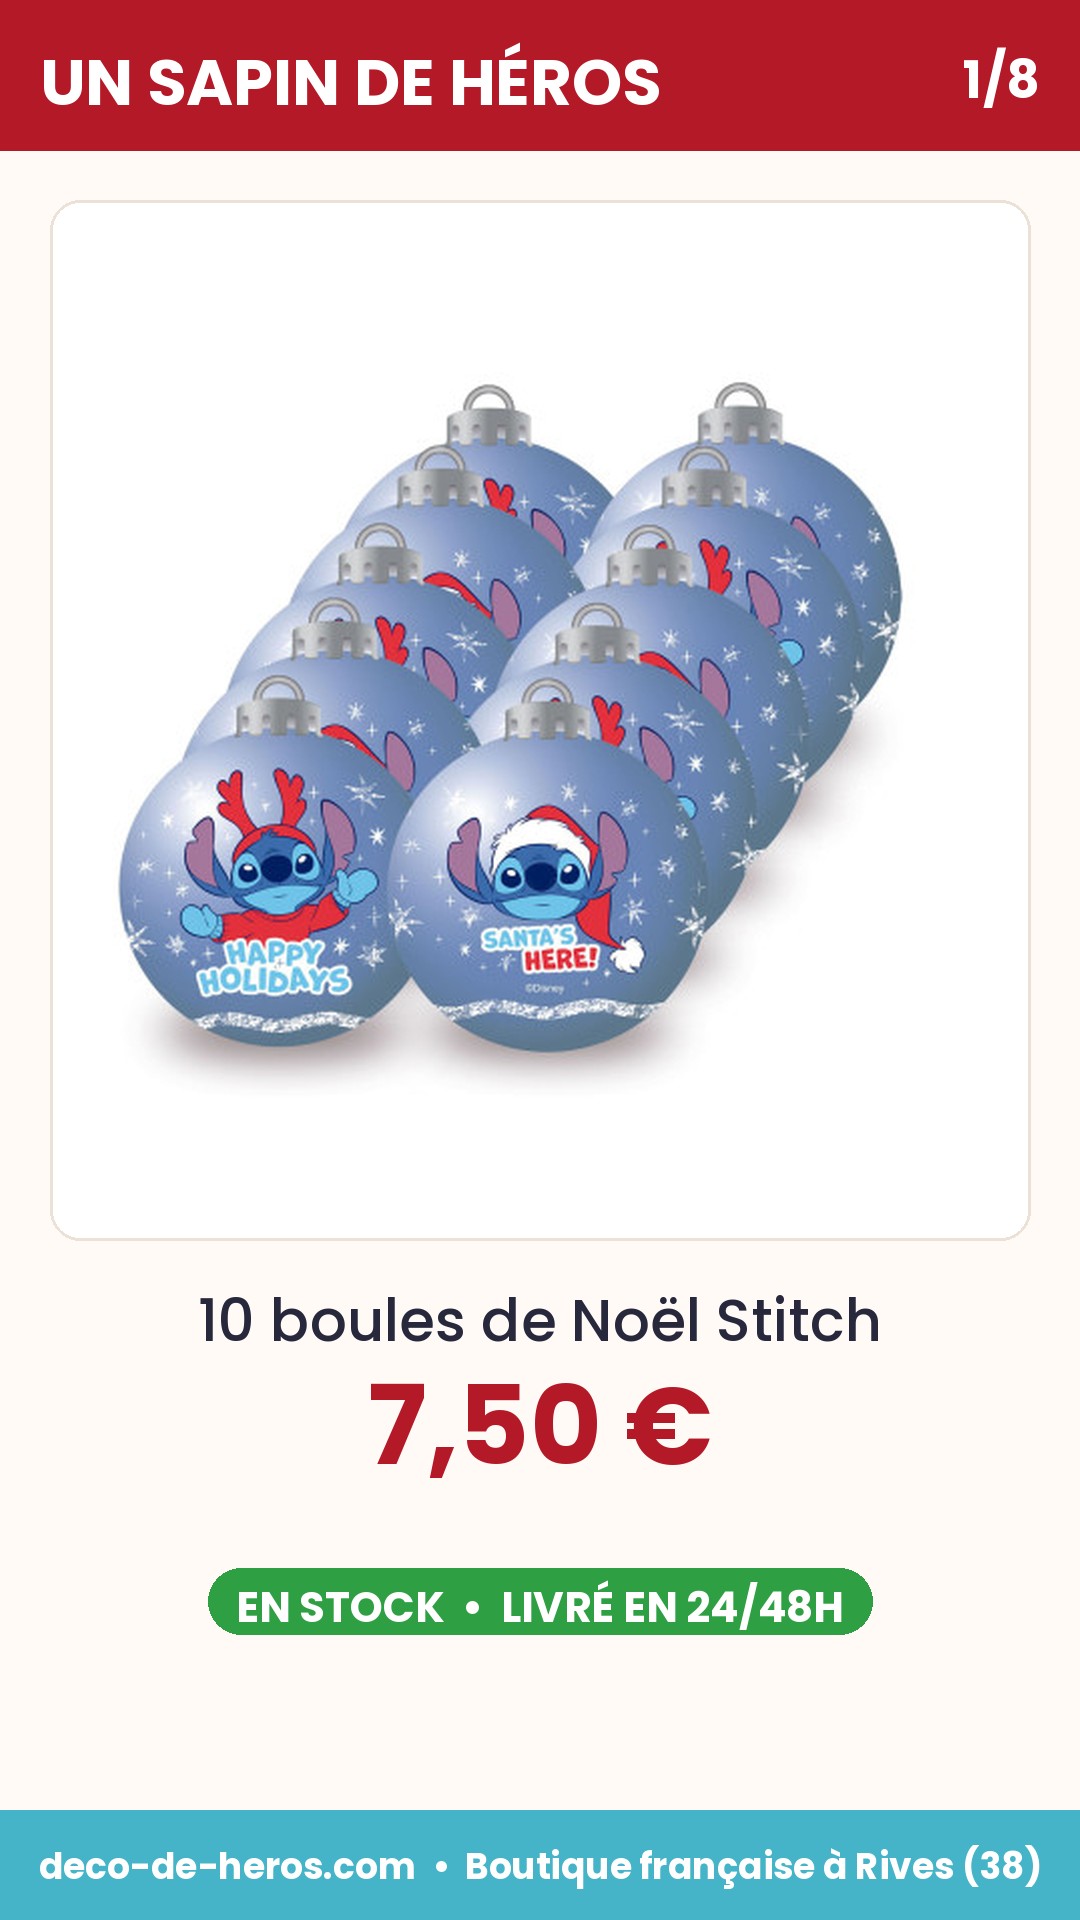 UN SAPIN DE HÉROS
1/8
HAPPY
HOLIDAYS
SANTA'S
HERE!
©Disney
10 boules de Noël Stitch
7,50 €
EN STOCK • LIVRÉ EN 24/48H
deco-de-heros.com • Boutique française à Rives (38)